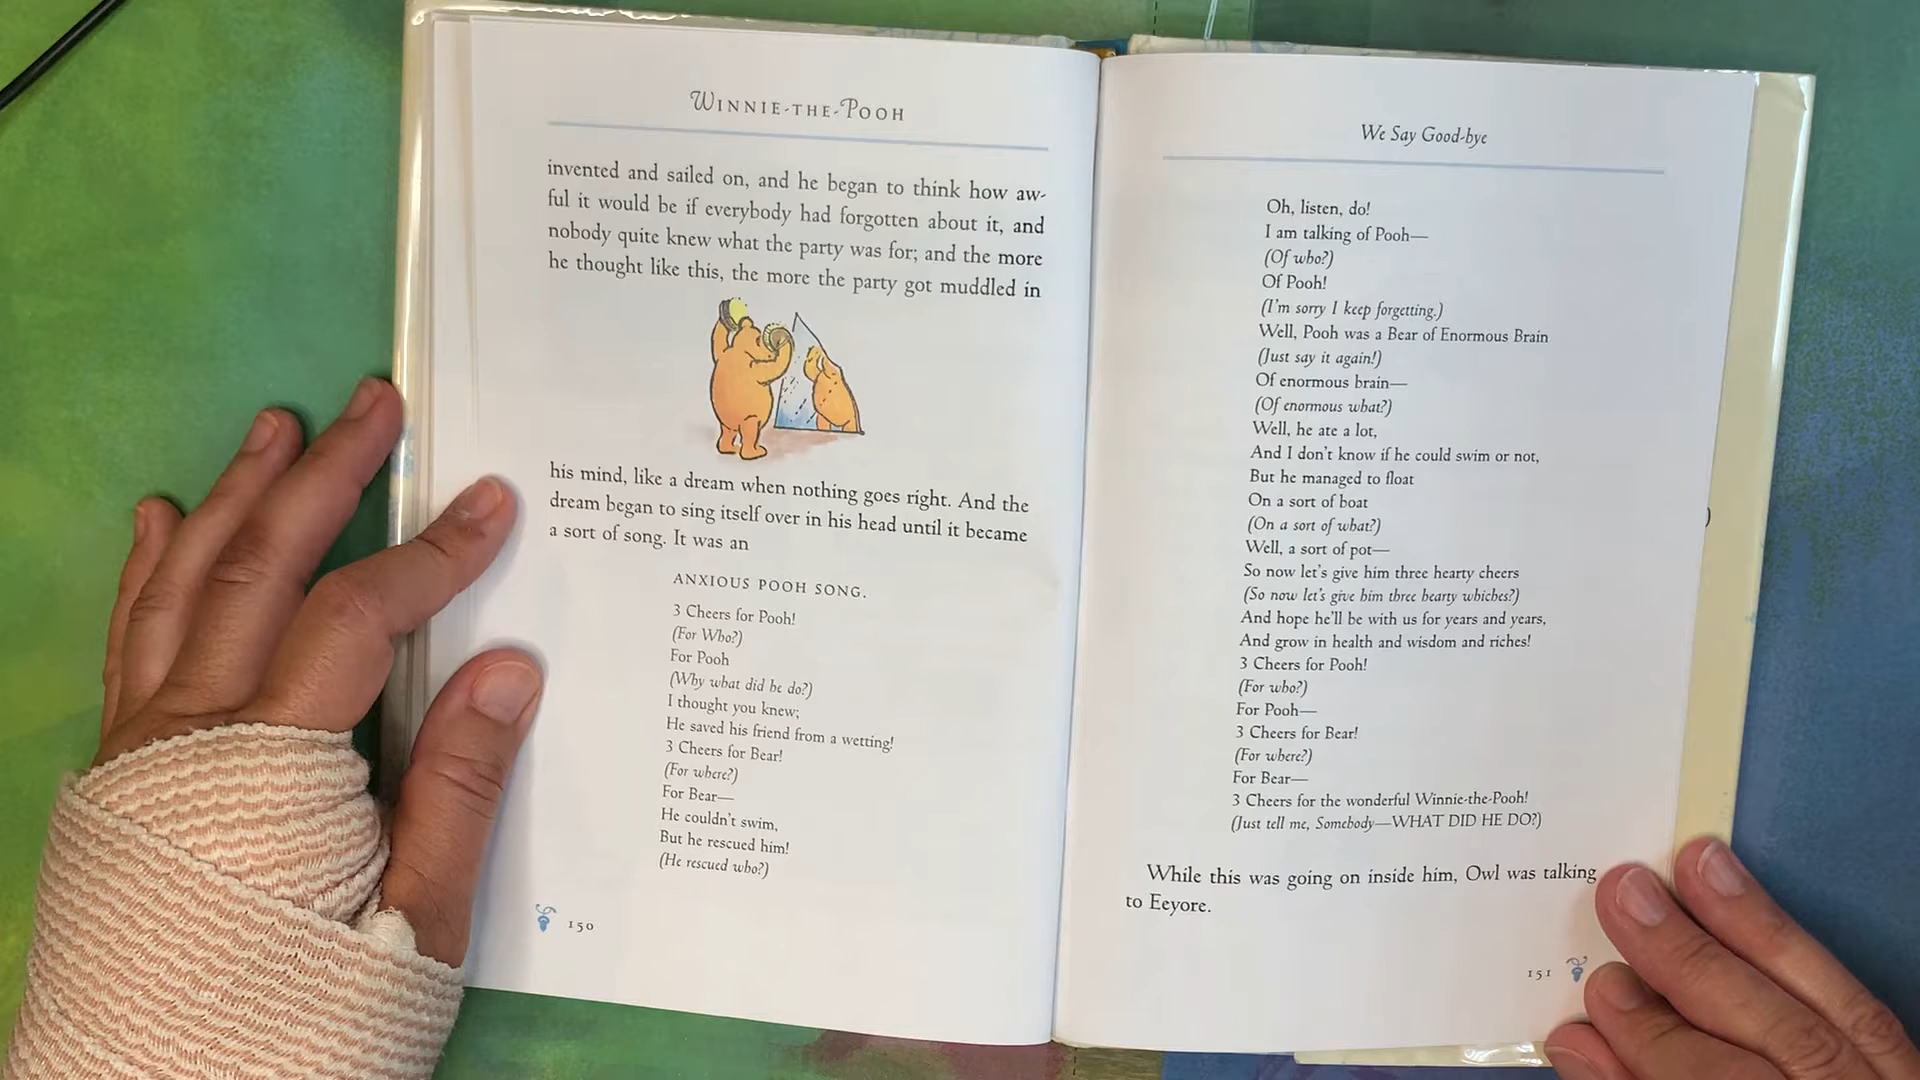 WINNIE-THE-POOH
invented and sailed on, and he began to think how aw-
ful it would be if everybody had forgotten about it, and
nobody quite knew what the party was for; and the more
he thought like this, the more the party got muddled in
his mind, like a dream when nothing goes right. And the
dream began to sing itself over in his head until it became
a sort of song. It was an
ANXIOUS POOH SONG.
3 Cheers for Pooh!
(For Who?)
For Pooh
(Why what did he do?)
I thought you knew;
He saved his friend from a wetting!
3 Cheers for Bear!
(For where?)
For Bear—
He couldn't swim,
But he rescued him!
(He rescued who?)
150
We Say Good-bye
Oh, listen, do!
I am talking of Pooh—
(Of who?)
Of Pooh!
(I'm sorry I keep forgetting.)
Well, Pooh was a Bear of Enormous Brain
(Just say it again!)
Of enormous brain—
(Of enormous what?)
Well, he ate a lot,
And I don't know if he could swim or not,
But he managed to float
On a sort of boat
(On a sort of what?)
Well, a sort of pot—
So now let's give him three hearty cheers
(So now let's give him three hearty whiches?)
And hope he'll be with us for years and years,
And grow in health and wisdom and riches!
3 Cheers for Pooh!
(For who?)
For Pooh—
3 Cheers for Bear!
(For where?)
For Bear—
3 Cheers for the wonderful Winnie-the-Pooh!
(Just tell me, Somebody—WHAT DID HE DO?)
While this was going on inside him, Owl was talking
to Eeyore.
151